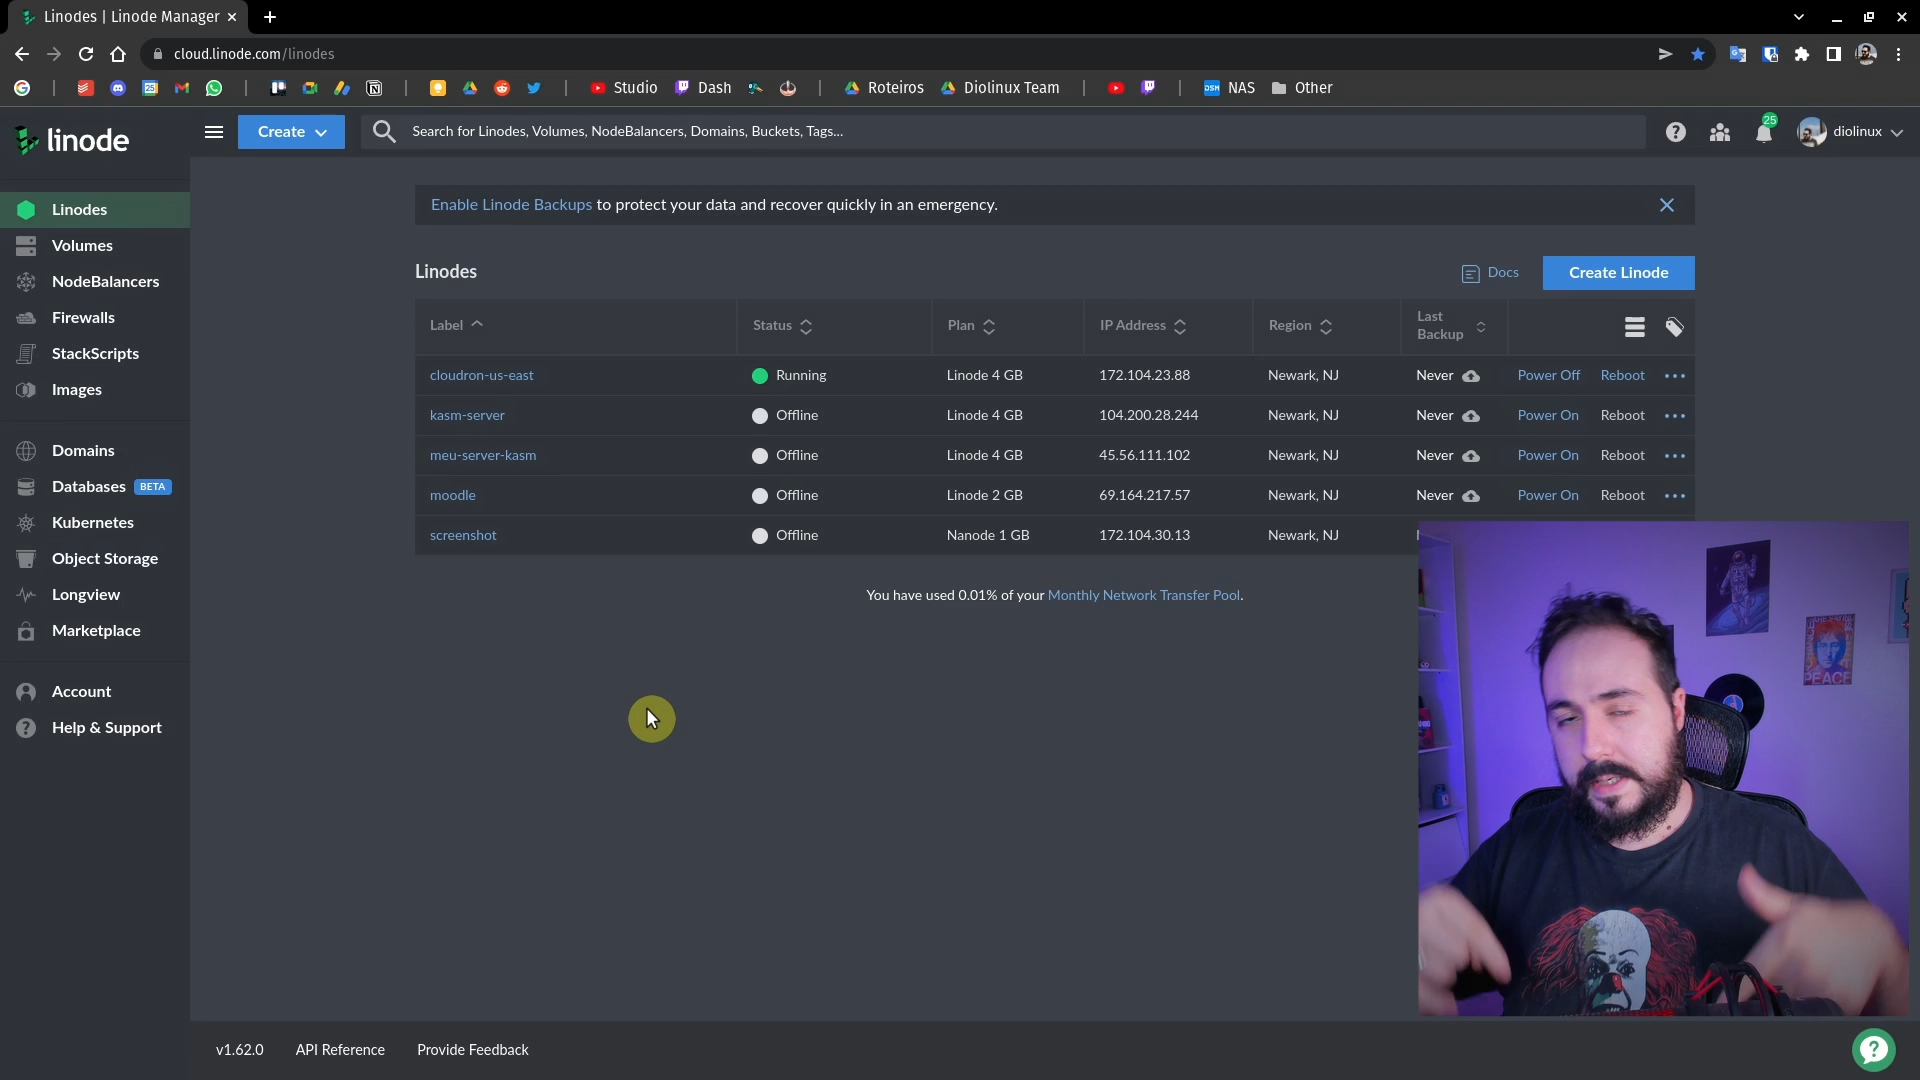 Linodes | Linode Manager
cloud.linode.com/linodes
Studio
Dash
Roteiros
Diolinux Team
NAS
Other
linode
Create
Search for Linodes, Volumes, NodeBalancers, Domains, Buckets, Tags...
25
diolinux
Linodes
Volumes
NodeBalancers
Firewalls
StackScripts
Images
Domains
Databases BETA
Kubernetes
Object Storage
Longview
Marketplace
Account
Help & Support
Enable Linode Backups to protect your data and recover quickly in an emergency.
Linodes
Docs
Create Linode
Label Status Plan IP Address Region Last Backup
cloudron-us-east Running Linode 4 GB 172.104.23.88 Newark, NJ Never Power Off Reboot ...
kasm-server Offline Linode 4 GB 104.200.28.244 Newark, NJ Never Power On Reboot ...
meu-server-kasm Offline Linode 4 GB 45.56.111.102 Newark, NJ Never Power On Reboot ...
moodle Offline Linode 2 GB 69.164.217.57 Newark, NJ Never Power On Reboot ...
screenshot Offline Nanode 1 GB 172.104.30.13 Newark, NJ
You have used 0.01% of your Monthly Network Transfer Pool.
PEACE
v1.62.0
API Reference
Provide Feedback